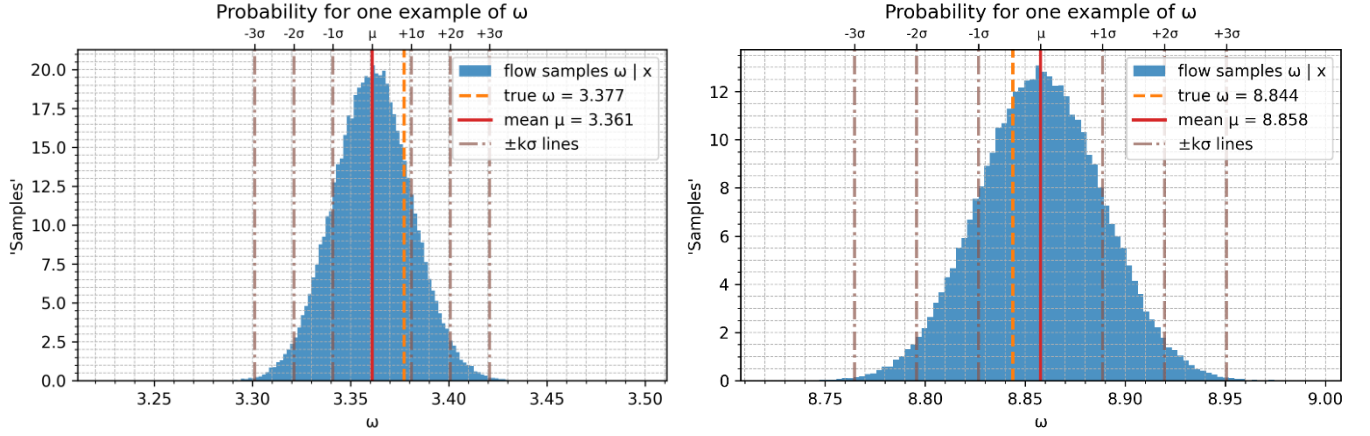 Probability for one example of ω
-3σ -2σ -1σ μ +1σ +2σ +3σ
20.0
17.5
15.0
12.5
10.0
7.5
5.0
2.5
0.0
'Samples'
flow samples ω | x
true ω = 3.377
mean μ = 3.361
±kσ lines
3.25 3.30 3.35 3.40 3.45 3.50
ω
Probability for one example of ω
-3σ -2σ -1σ μ +1σ +2σ +3σ
12
10
8
6
4
2
0
'Samples'
flow samples ω | x
true ω = 8.844
mean μ = 8.858
±kσ lines
8.75 8.80 8.85 8.90 8.95 9.00
ω